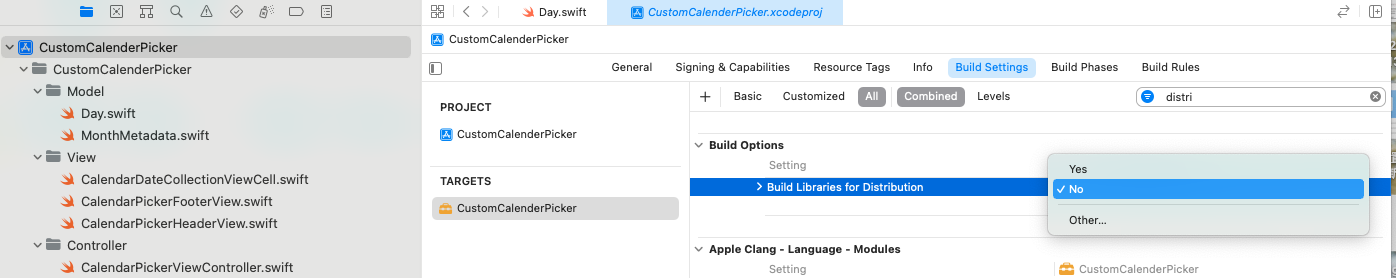 Day.swift
CustomCalenderPicker.xcodeproj
CustomCalenderPicker
CustomCalenderPicker
Model
Day.swift
MonthMetadata.swift
View
CalendarDateCollectionViewCell.swift
CalendarPickerFooterView.swift
CalendarPickerHeaderView.swift
Controller
CalendarPickerViewController.swift
CustomCalenderPicker
General Signing & Capabilities Resource Tags Info Build Settings Build Phases Build Rules
PROJECT
CustomCalenderPicker
TARGETS
CustomCalenderPicker
Basic Customized All Combined Levels
distri
Build Options
Setting
Build Libraries for Distribution
Yes
No
Other...
Apple Clang - Language - Modules
Setting
CustomCalenderPicker